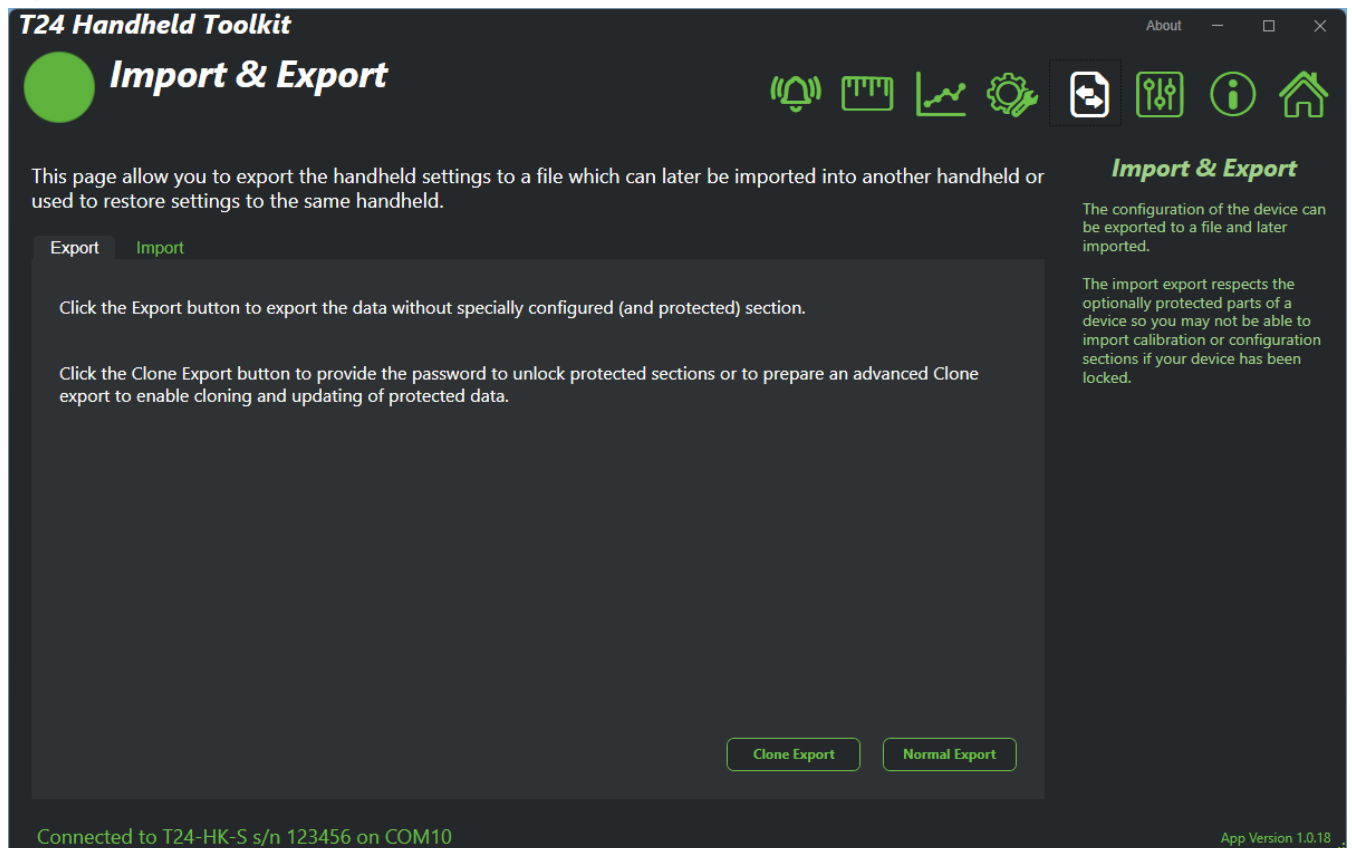 T24 Handheld Toolkit
About
Import & Export
This page allow you to export the handheld settings to a file which can later be imported into another handheld or
used to restore settings to the same handheld.
Export
Import
Click the Export button to export the data without specially configured (and protected) section.
Click the Clone Export button to provide the password to unlock protected sections or to prepare an advanced Clone
export to enable cloning and updating of protected data.
Clone Export
Normal Export
Import & Export
The configuration of the device can
be exported to a file and later
imported.
The import export respects the
optionally protected parts of a
device so you may not be able to
import calibration or configuration
sections if your device has been
locked.
Connected to T24-HK-S s/n 123456 on COM10
App Version 1.0.18